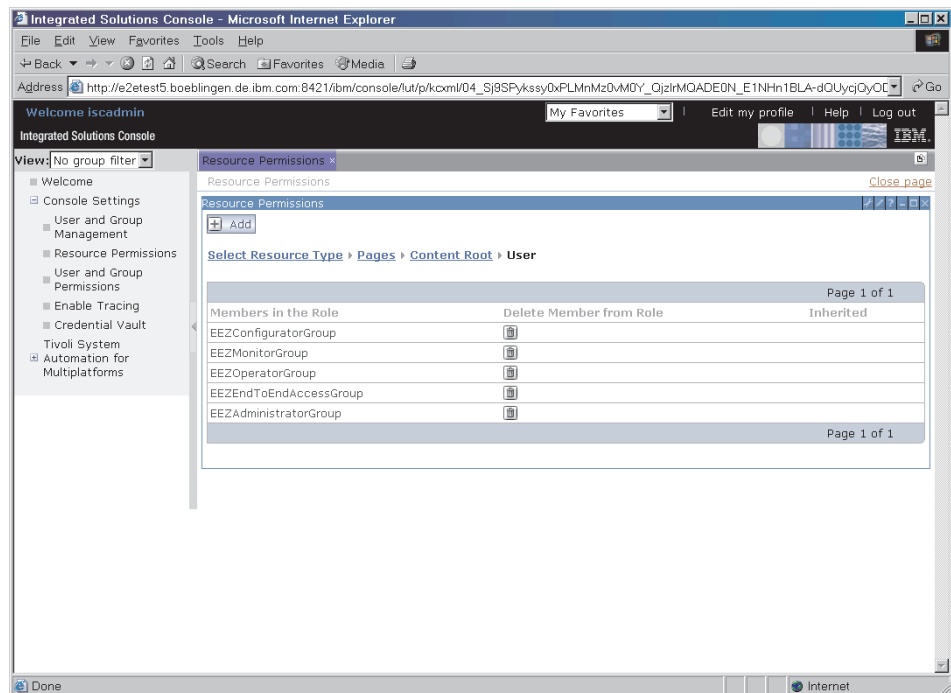 Integrated Solutions Console - Microsoft Internet Explorer
File Edit View Favorites Tools Help
Back Search Favorites Media
Address http://e2etest5.boeblingen.de.ibm.com:8421/ibm/console/lut/p/kcxml/04_Sj9SPykssy0xPLMnMz0vM0Y_QjzIrMQADE0N_E1NHn1BLA-dQUycjQyOD Go
Welcome iscadmin My Favorites Edit my profile Help Log out
Integrated Solutions Console IBM.
View: No group filter
Welcome
Console Settings
User and Group
Management
Resource Permissions
User and Group
Permissions
Enable Tracing
Credential Vault
Tivoli System
Automation for
Multiplatforms
Resource Permissions
Resource Permissions Close page
Resource Permissions
Add
Select Resource Type Pages Content Root User
Page 1 of 1
Members in the Role Delete Member from Role Inherited
EEZConfiguratorGroup
EEZMonitorGroup
EEZOperatorGroup
EEZEndToEndAccessGroup
EEZAdministratorGroup
Page 1 of 1
Done Internet